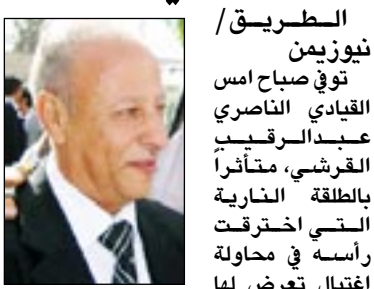 الطريق/
نيوزيمن
توفي صباح امس
القيادي الناصري
عبدالرقيب
القرشي، متأثراً
بالطلقة النارية
التي اخترقت
رأسه في محاولة
اغتيال تعرض لها